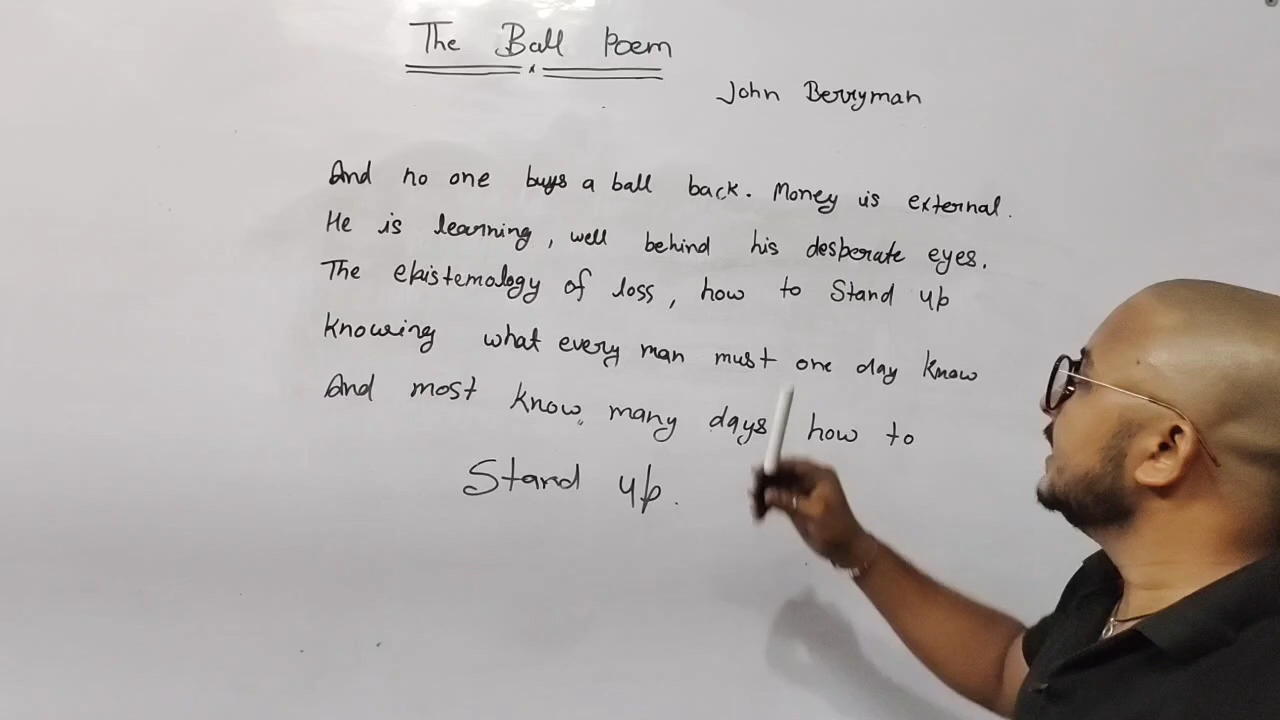 The Ball Poem
John Berryman
And no one buys a ball back. Money is external.
He is learning, well behind his desperate eyes.
The epistemology of loss, how to Stand up
Knowing what every man must one day know
And most know many days how to
Stand up.